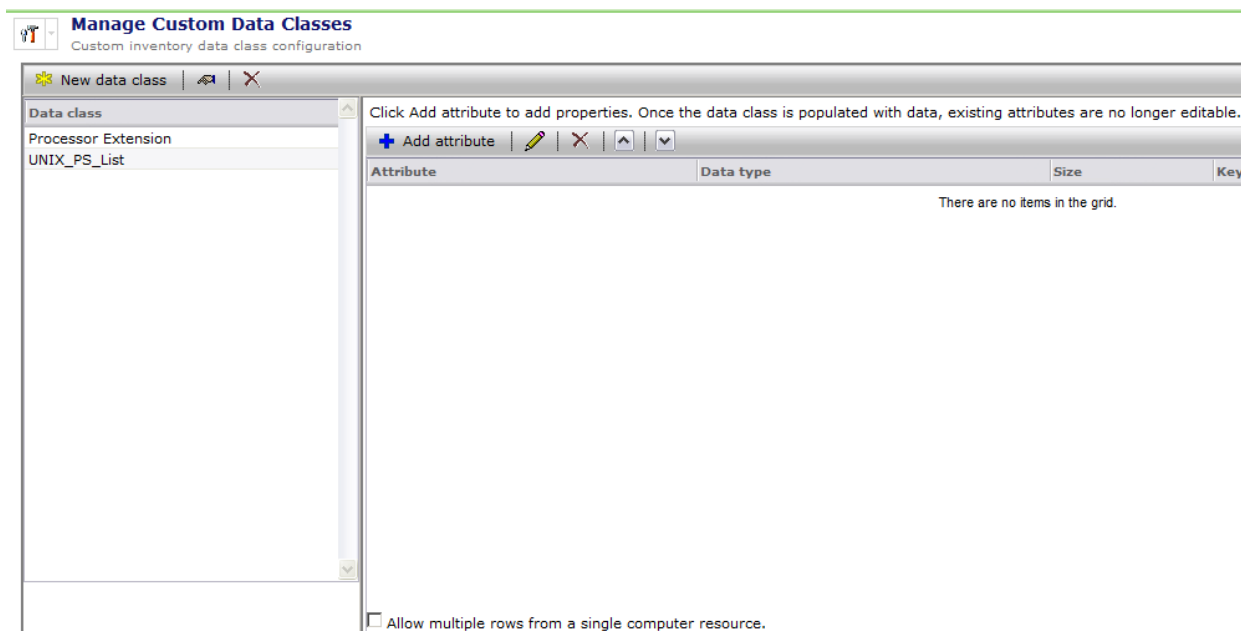 Manage Custom Data Classes
Custom inventory data class configuration
New data class
Data class
Processor Extension
UNIX_PS_List
Click Add attribute to add properties. Once the data class is populated with data, existing attributes are no longer editable.
Add attribute
Attribute Data type Size Key
There are no items in the grid.
Allow multiple rows from a single computer resource.